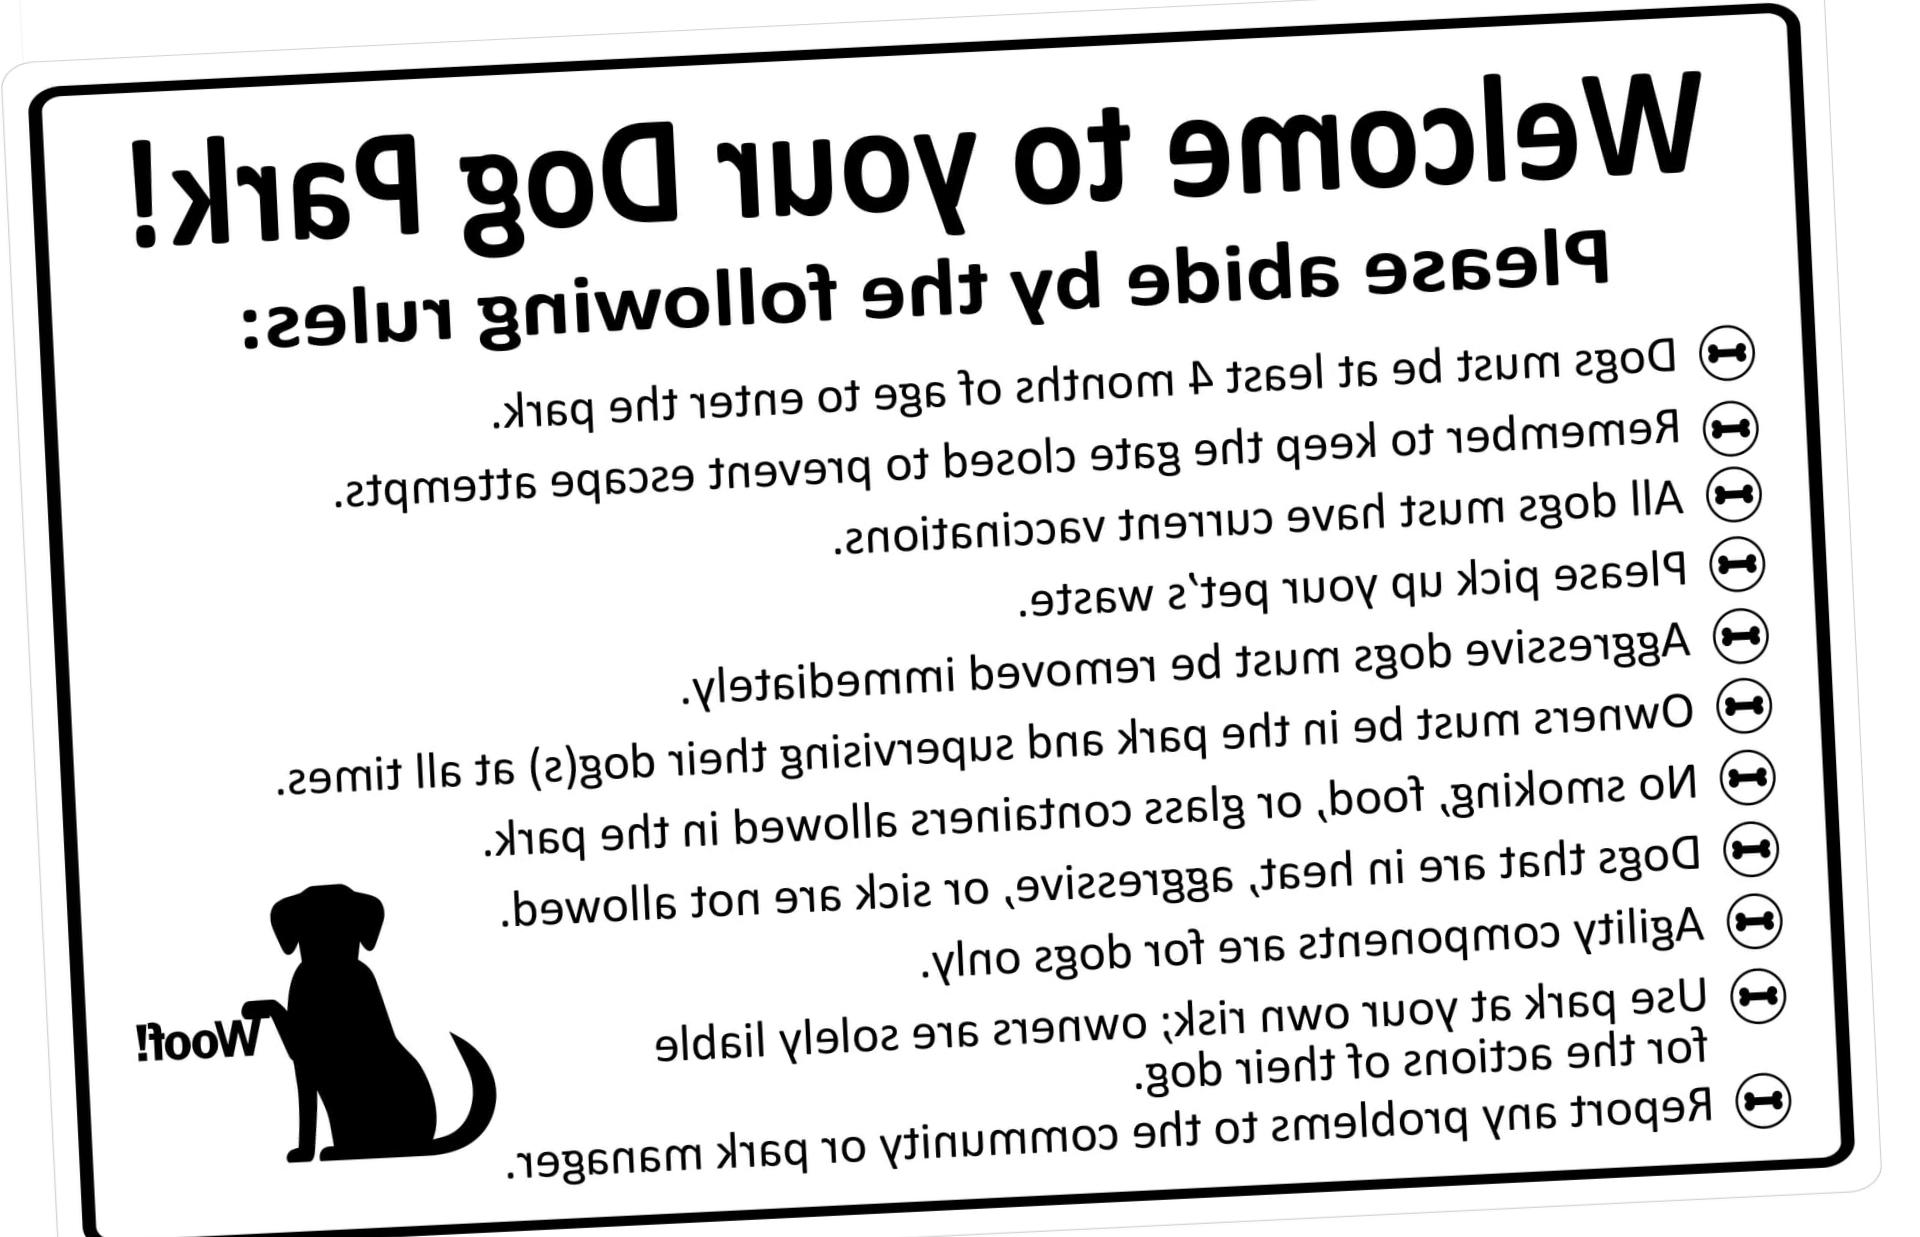 Welcome to your Dog Park!
Please abide by the following rules:
Dogs must be at least 4 months of age to enter the park.
Remember to keep the gate closed to prevent escape attempts.
All dogs must have current vaccinations.
Please pick up your pet's waste.
Aggressive dogs must be removed immediately.
Owners must be in the park and supervising their dog(s) at all times.
No smoking, food, or glass containers allowed in the park.
Dogs that are in heat, aggressive, or sick are not allowed.
Agility components are for dogs only.
Use park at your own risk; owners are solely liable
for the actions of their dog.
Report any problems to the community or park manager.
Woof!